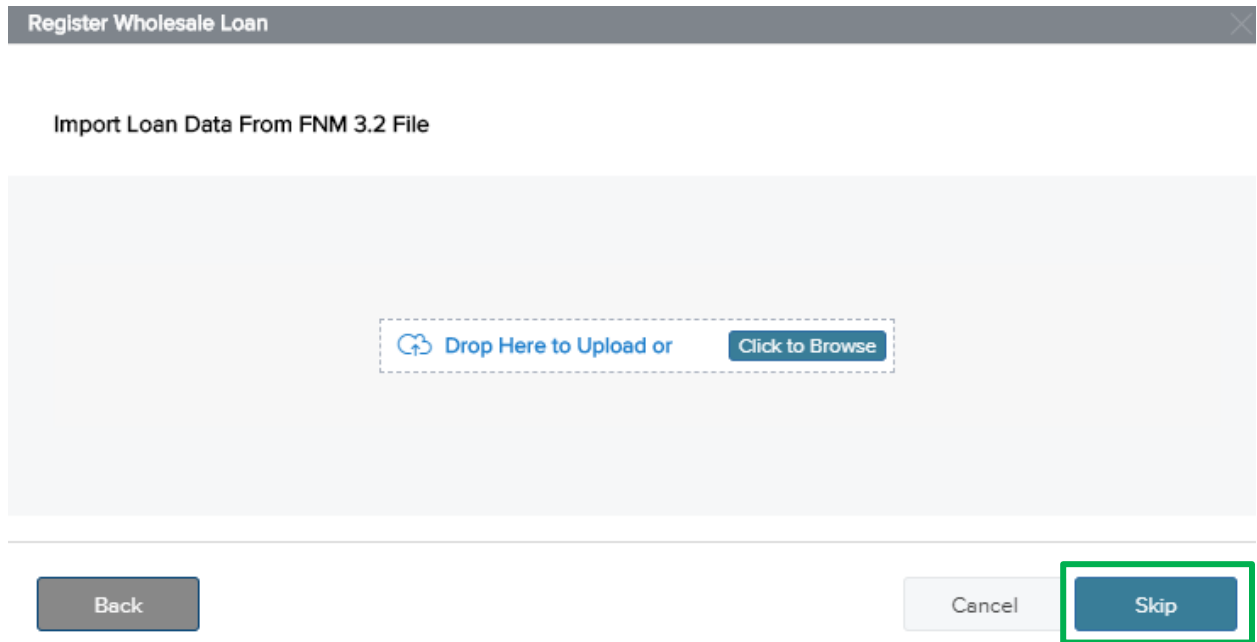 Register Wholesale Loan
Import Loan Data From FNM 3.2 File
Drop Here to Upload or Click to Browse
Back Cancel Skip